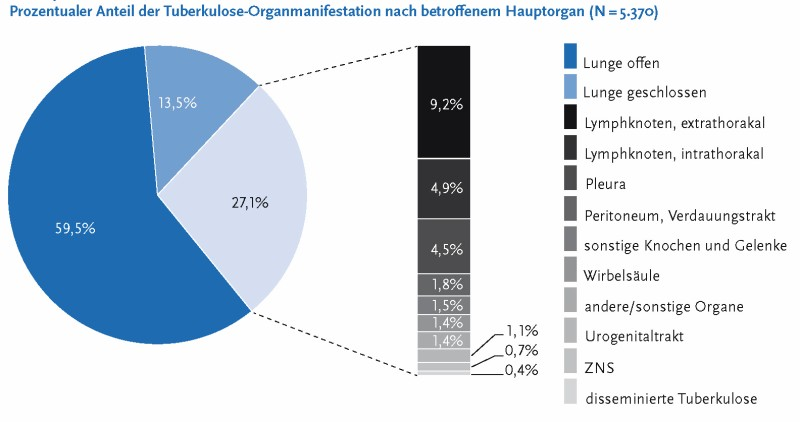 Prozentualer Anteil der Tuberkulose-Organmanifestation nach betroffenem Hauptorgan (N = 5.370)
13,5%
27,1%
59,5%
9,2%
4,9%
4,5%
1,8%
1,5%
1,4%
1,4%
1,1%
0,7%
0,4%
Lunge offen
Lunge geschlossen
Lymphknoten, extrathorakal
Lymphknoten, intrathorakal
Pleura
Peritoneum, Verdauungstrakt
sonstige Knochen und Gelenke
Wirbelsäule
andere/sonstige Organe
Urogenitaltrakt
ZNS
disseminierte Tuberkulose